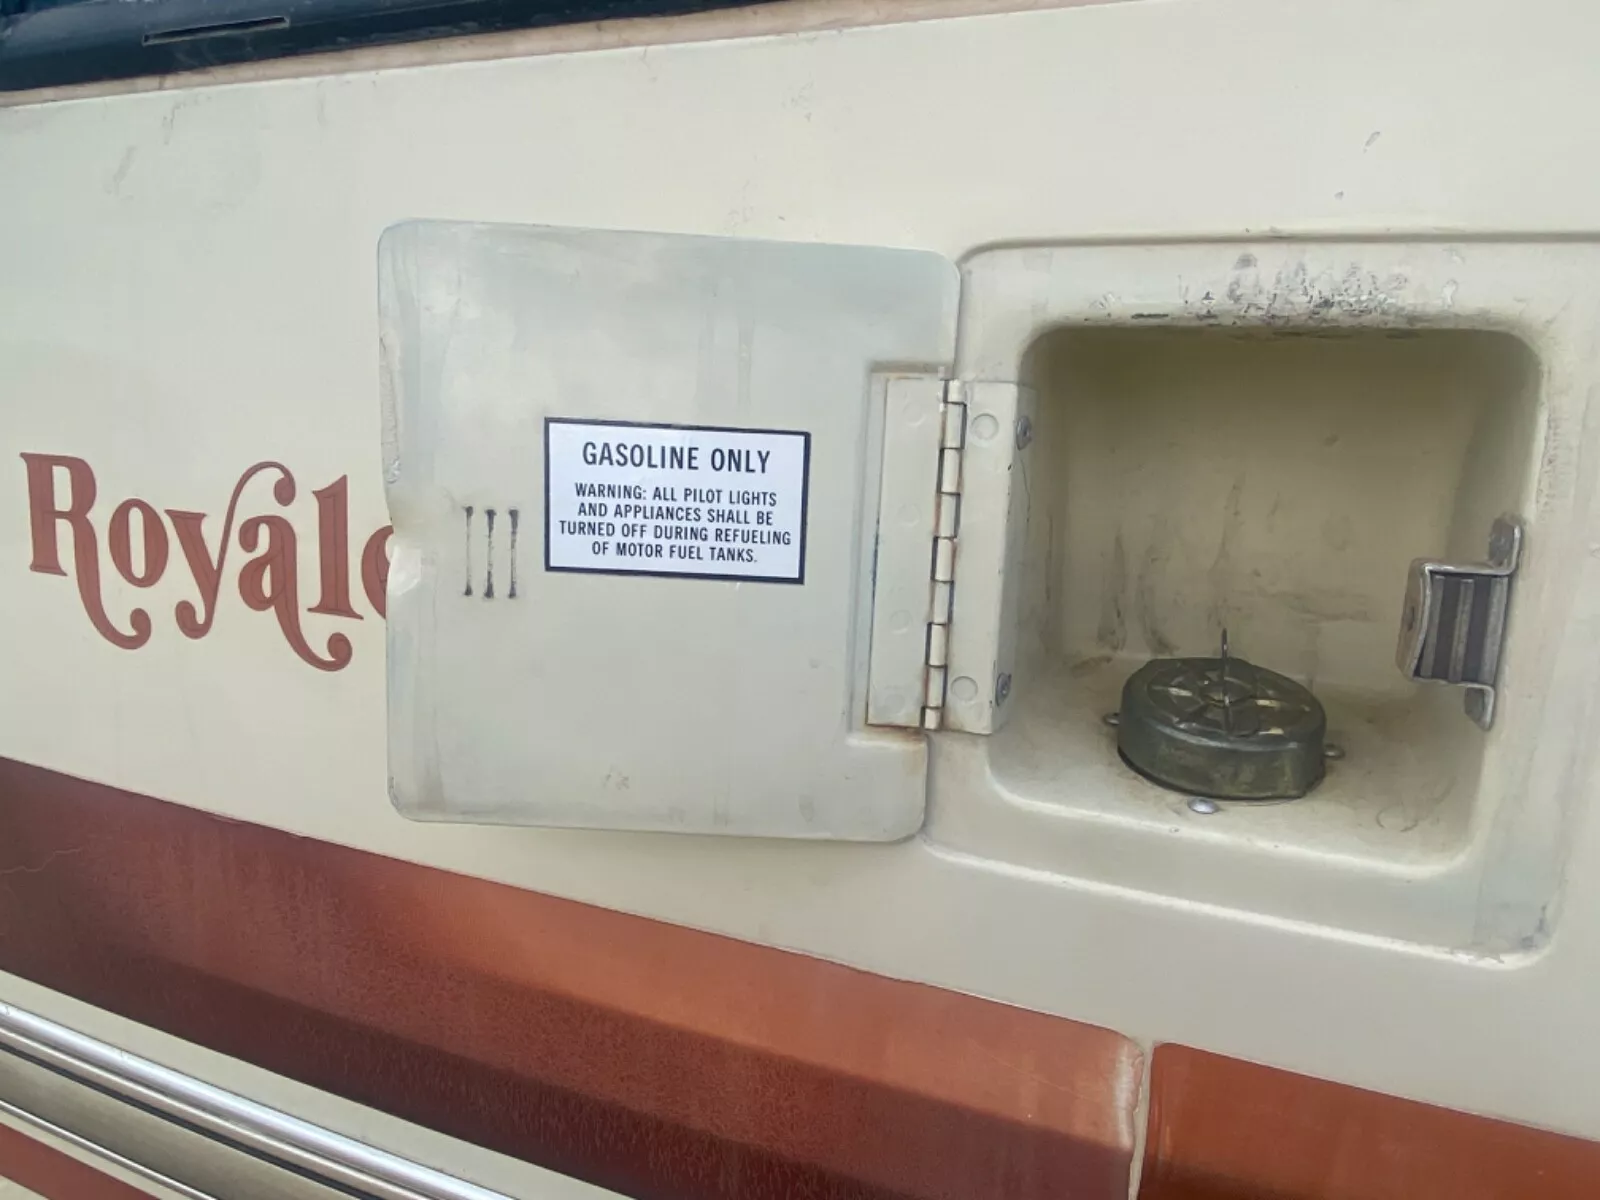 Royale
GASOLINE ONLY
WARNING: ALL PILOT LIGHTS
AND APPLIANCES SHALL BE
TURNED OFF DURING REFUELING
OF MOTOR FUEL TANKS.